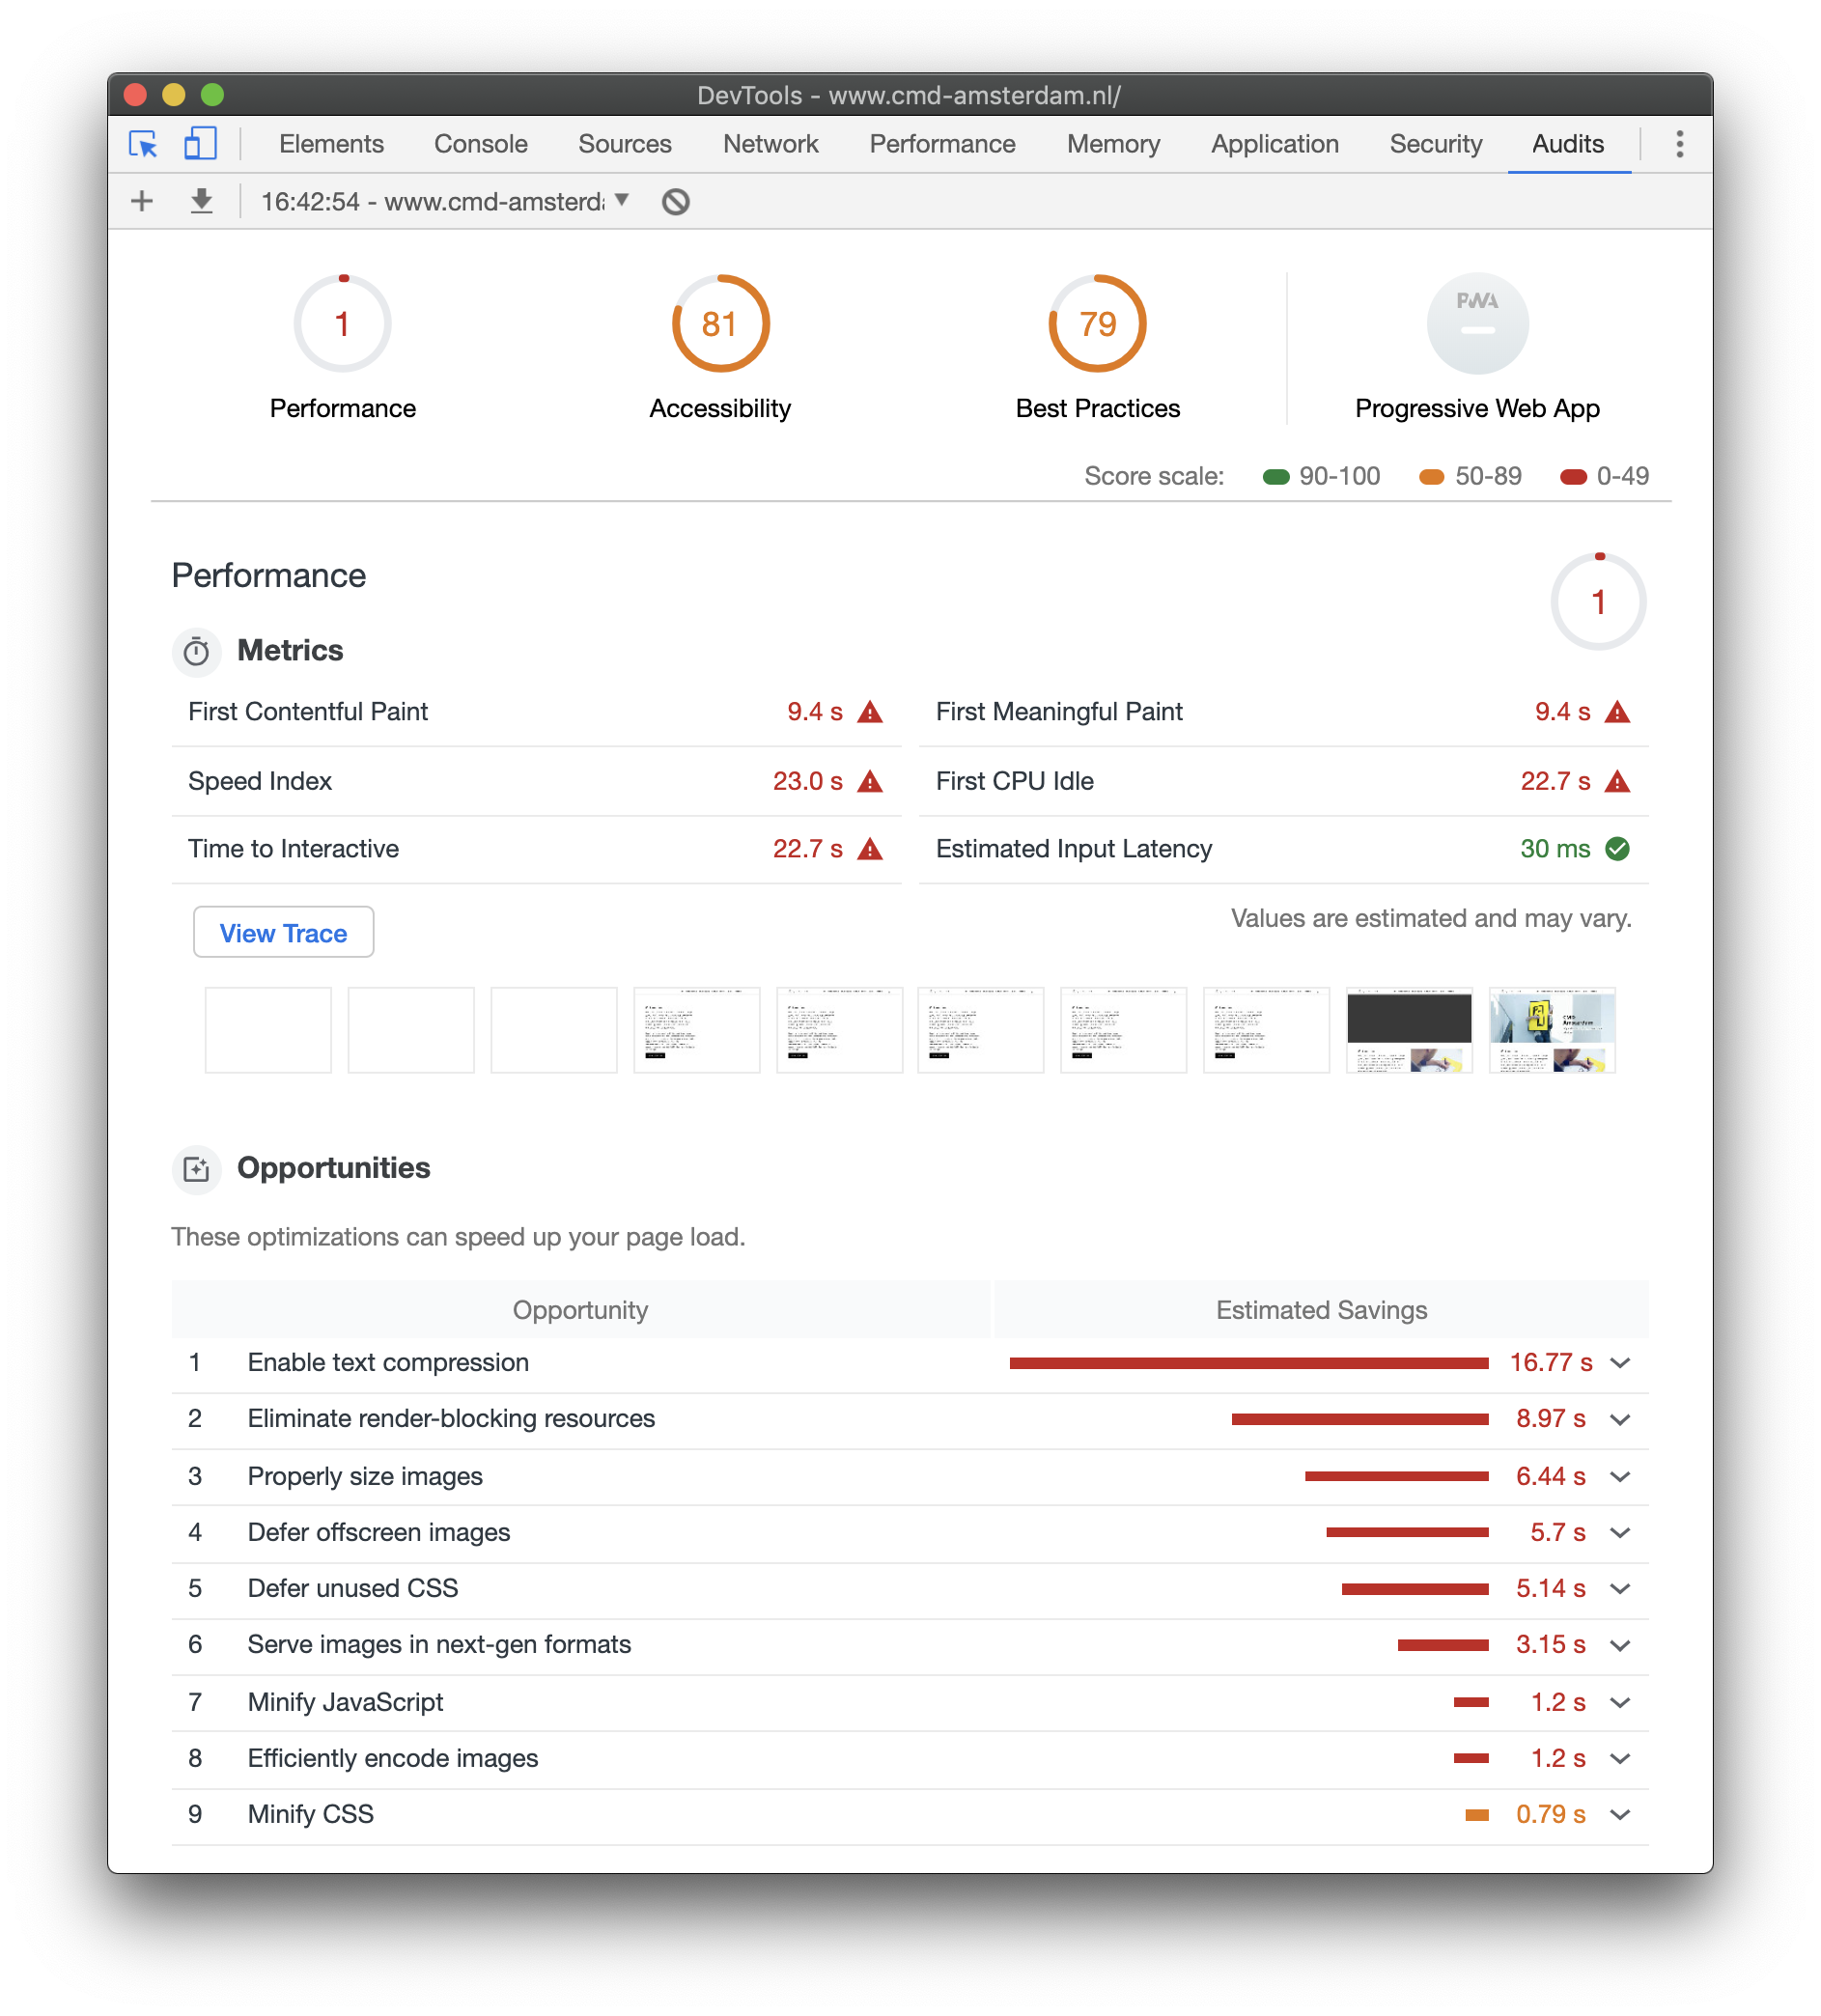 DevTools - www.cmd-amsterdam.nl/
Elements Console Sources Network Performance Memory Application Security Audits
16:42:54 - www.cmd-amsterd
1 81 79 PWA
Performance Accessibility Best Practices Progressive Web App
Score scale: 90-100 50-89 0-49
Performance 1
Metrics
First Contentful Paint 9.4 s First Meaningful Paint 9.4 s
Speed Index 23.0 s First CPU Idle 22.7 s
Time to Interactive 22.7 s Estimated Input Latency 30 ms
View Trace Values are estimated and may vary.
Opportunities
These optimizations can speed up your page load.
Opportunity Estimated Savings
1 Enable text compression 16.77 s
2 Eliminate render-blocking resources 8.97 s
3 Properly size images 6.44 s
4 Defer offscreen images 5.7 s
5 Defer unused CSS 5.14 s
6 Serve images in next-gen formats 3.15 s
7 Minify JavaScript 1.2 s
8 Efficiently encode images 1.2 s
9 Minify CSS 0.79 s